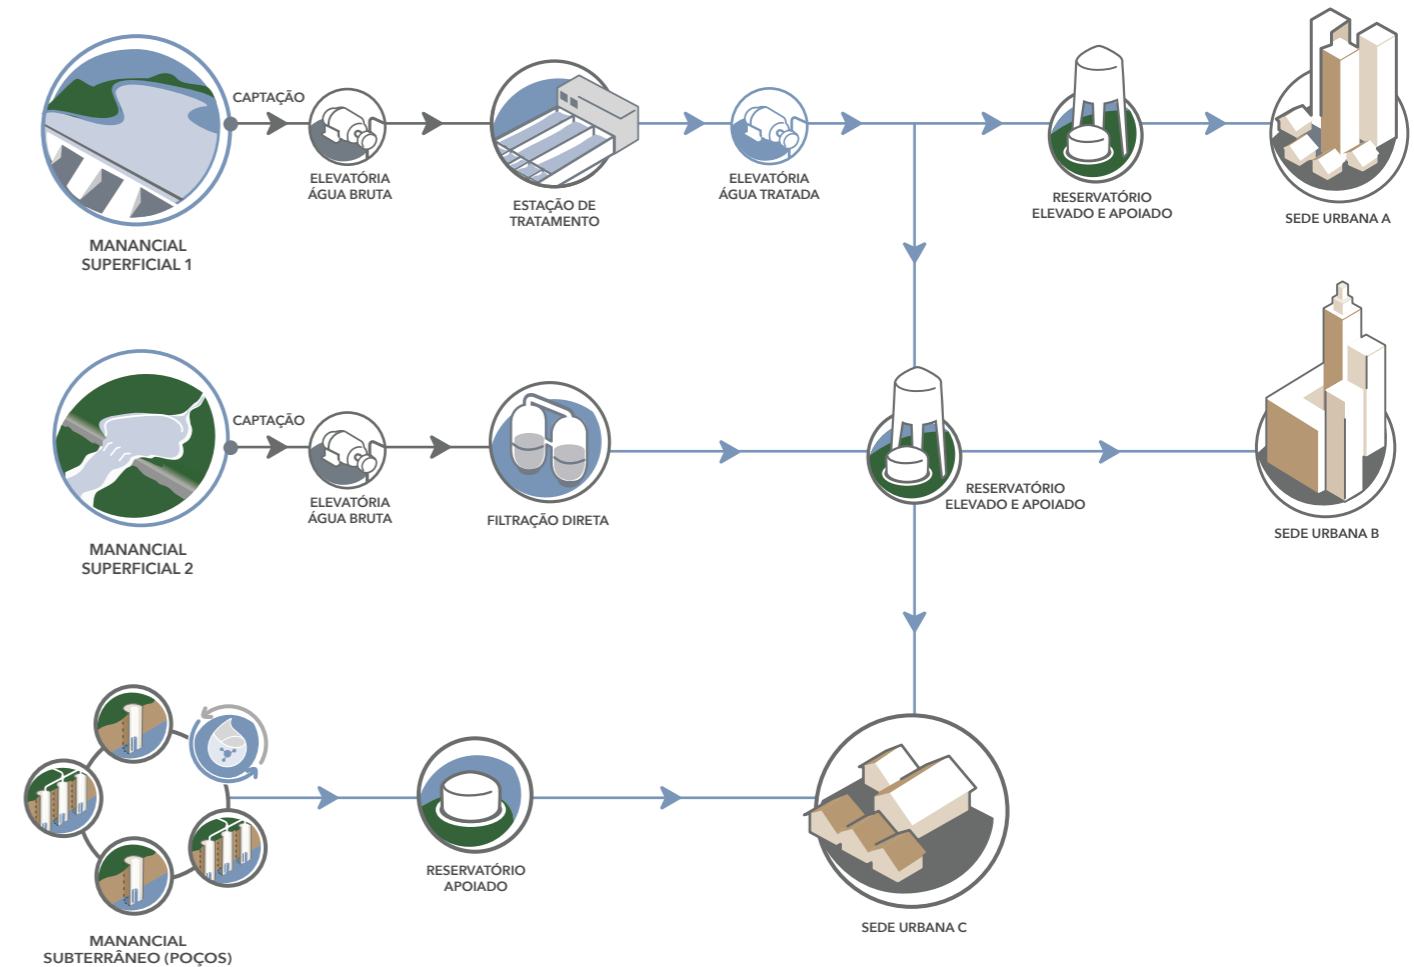 CAPTAÇÃO
ELEVATÓRIA
ÁGUA BRUTA
MANANCIAL
SUPERFICIAL 1
ESTAÇÃO DE
TRATAMENTO
ELEVATÓRIA
ÁGUA TRATADA
RESERVATÓRIO
ELEVADO E APOIADO
SEDE URBANA A
CAPTAÇÃO
ELEVATÓRIA
ÁGUA BRUTA
MANANCIAL
SUPERFICIAL 2
FILTRAÇÃO DIRETA
RESERVATÓRIO
ELEVADO E APOIADO
SEDE URBANA B
MANANCIAL
SUBTERRÂNEO (POÇOS)
RESERVATÓRIO
APOIADO
SEDE URBANA C